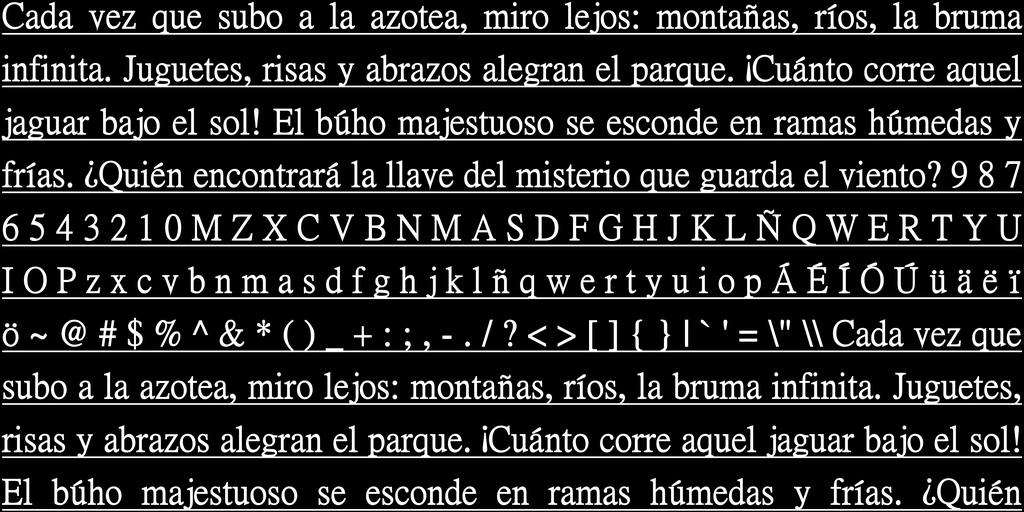 Cada vez que subo a la azotea, miro lejos: montañas, ríos, la bruma
infinita. Juguetes, risas y abrazos alegran el parque. ¡Cuánto corre aquel
jaguar bajo el sol! El búho majestuoso se esconde en ramas húmedas y
frías. ¿Quién encontrará la llave del misterio que guarda el viento? 9 8 7
6 5 4 3 2 1 0 M Z X C V B N M A S D F G H J K L Ñ Q W E R T Y U
I O P z x c v b n m a s d f g h j k l ñ q w e r t y u i o p Á É Í Ó Ú ü ä ë ï
ö ~ @ # $ % ^ & * ( ) _ + : ; , - . / ? < > [ ] { } | ` ' = \" \\ Cada vez que
subo a la azotea, miro lejos: montañas, ríos, la bruma infinita. Juguetes,
risas y abrazos alegran el parque. ¡Cuánto corre aquel jaguar bajo el sol!
El búho majestuoso se esconde en ramas húmedas y frías. ¿Quién